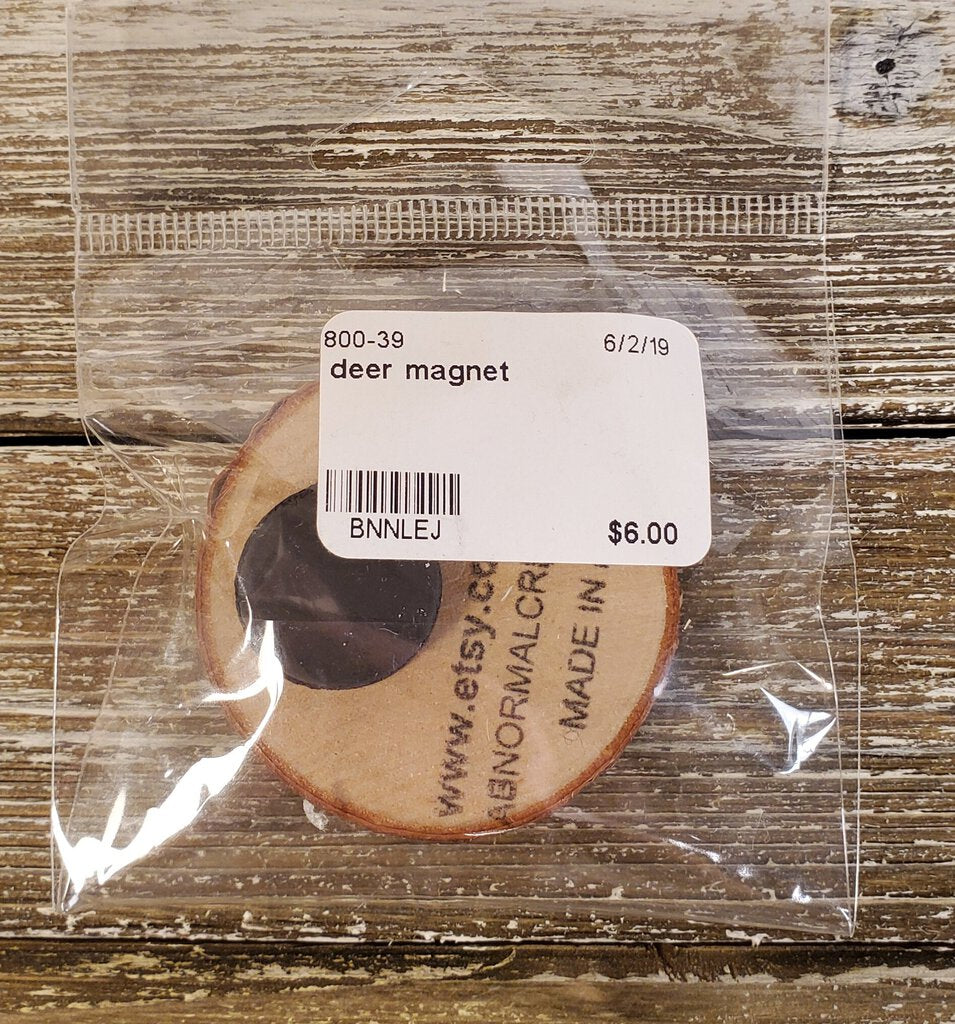 800-39 6/2/19
deer magnet
BNNLEJ
$6.00
www.etsy.co
ABNORMALCR
MADE IN